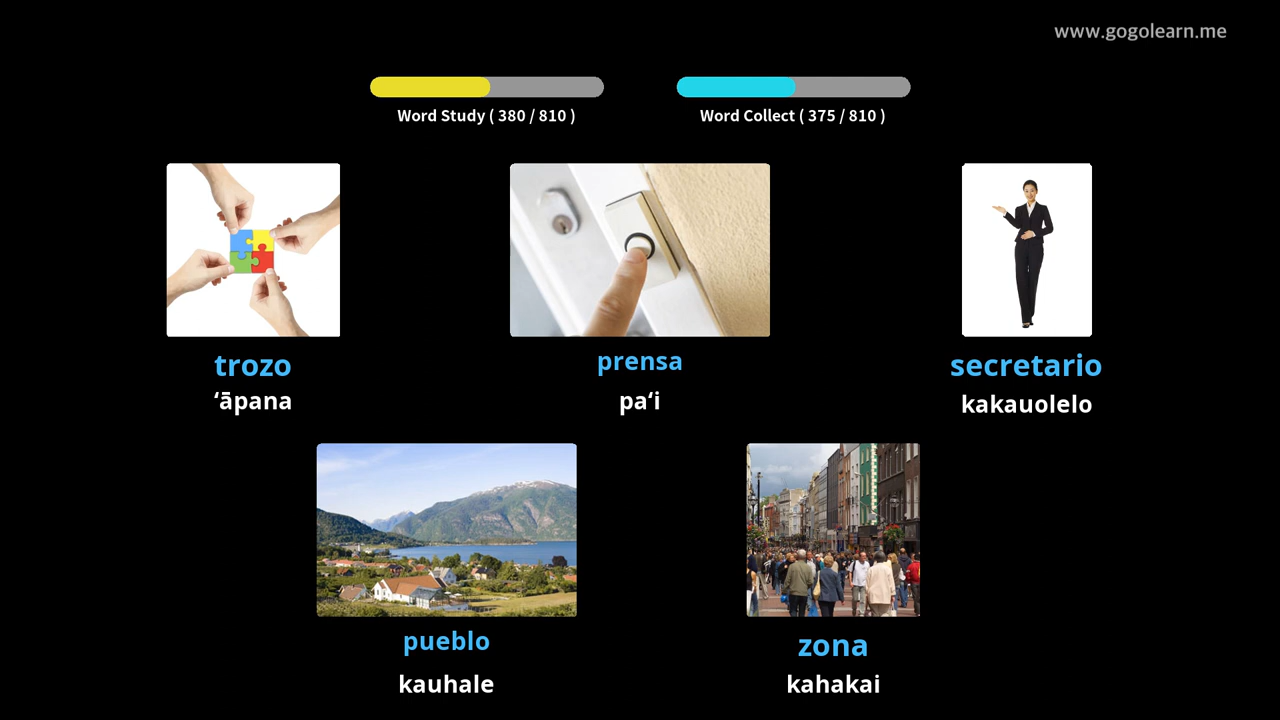 www.gogolearn.me
Word Study ( 380 / 810 )
Word Collect ( 375 / 810 )
trozo
ʻāpana
prensa
paʻi
secretario
kakauolelo
pueblo
kauhale
zona
kahakai